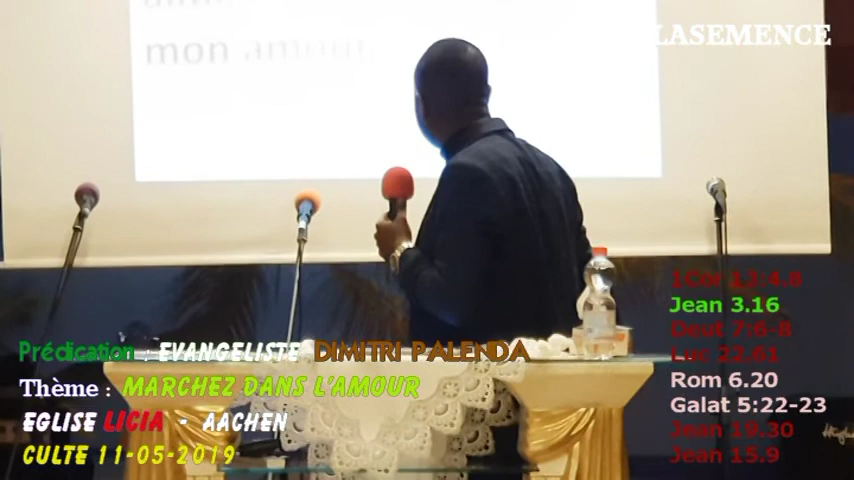 mon amour
LASEMENCE
1Cor 13:4.8
Jean 3.16
Deut 7:6-8
Luc 22.61
Rom 6.20
Galat 5:22-23
Jean 19.30
Jean 15.9
Prédication : EVANGELISTE DIMITRI PALENDA
Thème : MARCHEZ DANS L'AMOUR
EGLISE LICIA - AACHEN
CULTE 11-05-2019